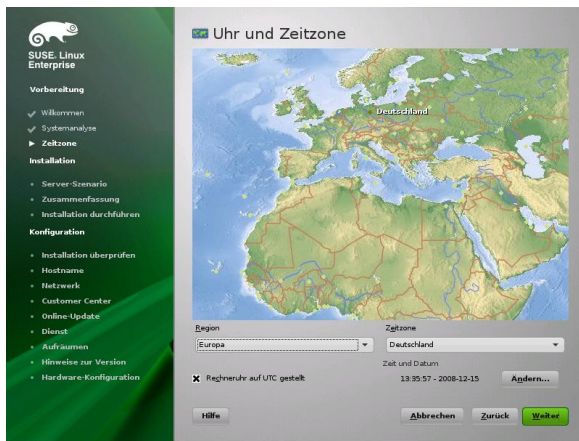 SUSE. Linux
Enterprise
Vorbereitung
Willkommen
Systemanalyse
Zeitzone
Installation
Server-Szenario
Zusammenfassung
Installation durchführen
Konfiguration
Installation überprüfen
Hostname
Netzwerk
Customer Center
Online-Update
Dienst
Aufräumen
Hinweise zur Version
Hardware-Konfiguration
Uhr und Zeitzone
Deutschland
Region
Zeitzone
Europa
Deutschland
Zeit und Datum
Rechneruhr auf UTC gestellt
13:35:57 - 2008-12-15
Ändern...
Hilfe
Abbrechen
Zurück
Weiter